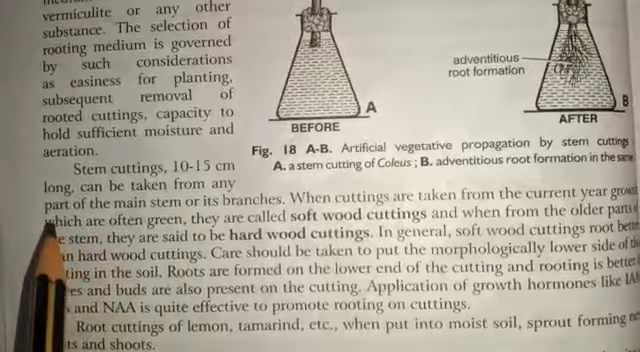 vermiculite or any other
substance. The selection of
rooting medium is governed
by such considerations
as easiness for planting,
subsequent removal of
rooted cuttings, capacity to
hold sufficient moisture and
aeration.
A
BEFORE
adventitious
root formation
B
AFTER
Fig. 18 A-B. Artificial vegetative propagation by stem cuttings
A. a stem cutting of Coleus ; B. adventitious root formation in the same
Stem cuttings, 10-15 cm
long, can be taken from any
part of the main stem or its branches. When cuttings are taken from the current year
which are often green, they are called soft wood cuttings and when from the older parts
stem, they are said to be hard wood cuttings. In general, soft wood cuttings root
hard wood cuttings. Care should be taken to put the morphologically lower side of
in the soil. Roots are formed on the lower end of the cutting and rooting is better
and buds are also present on the cutting. Application of growth hormones like
and NAA is quite effective to promote rooting on cuttings.
Root cuttings of lemon, tamarind, etc., when put into moist soil, sprout forming
and shoots.